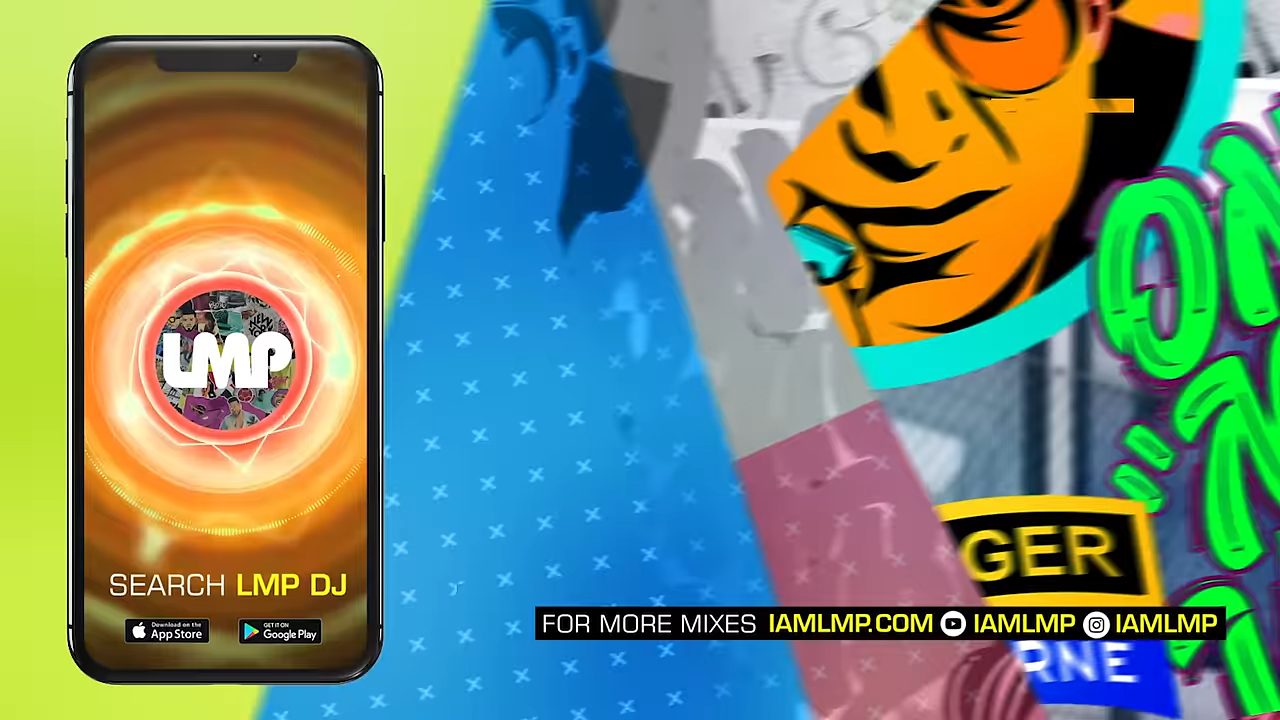 LMP
SEARCH LMP DJ
Download on the
App Store
GET IT ON
Google Play
GER
FOR MORE MIXES IAMLMP.COM IAMLMP IAMLMP
RNE